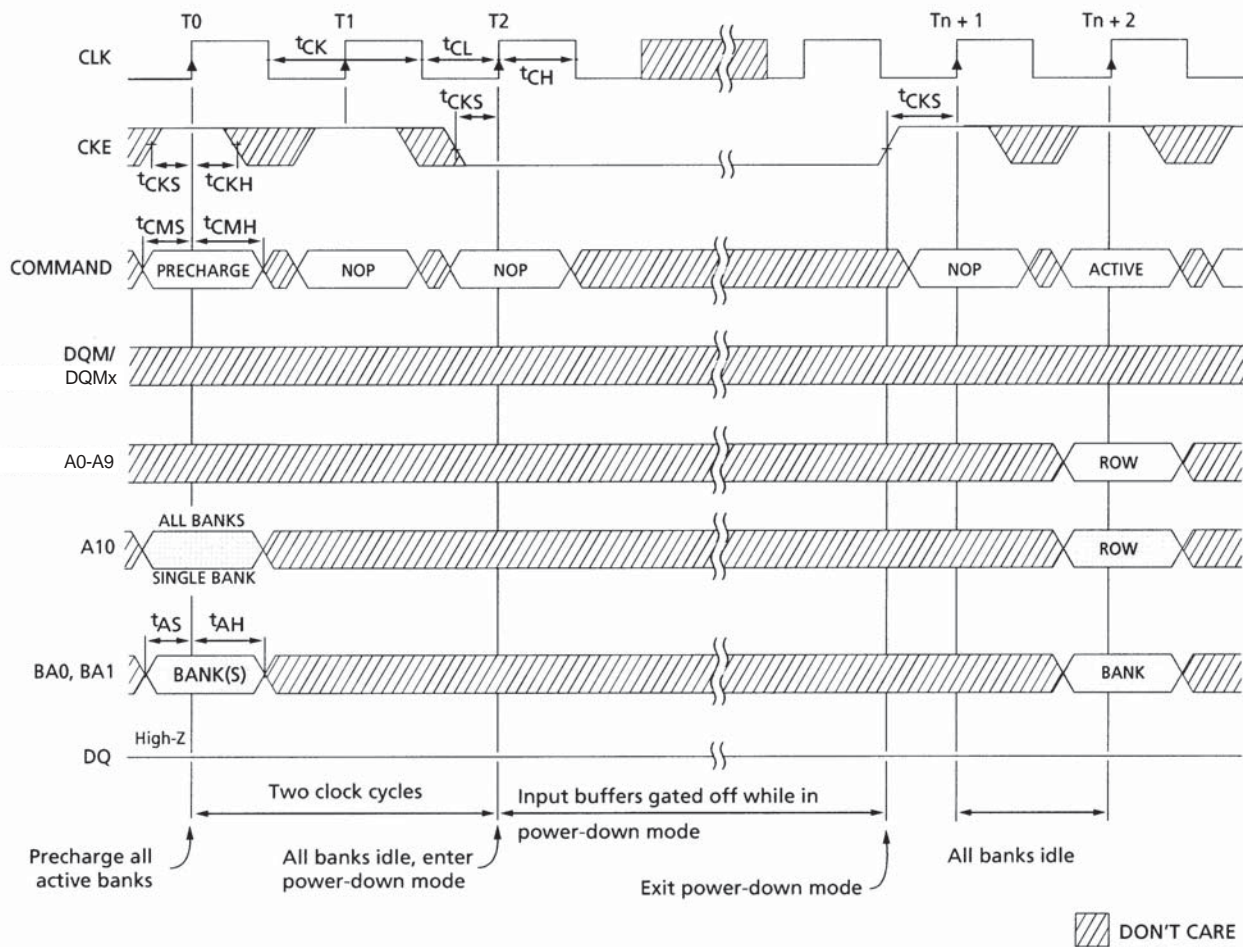 T0 T1 T2 Tn + 1 Tn + 2
CLK tCK tCL tCH
tCKS tCKS
CKE
tCKS tCKH
tCMS tCMH
COMMAND PRECHARGE NOP NOP NOP ACTIVE
DQM/
DQMx
A0-A9 ROW
ALL BANKS
A10 ROW
SINGLE BANK
tAS tAH
BA0, BA1 BANK(S) BANK
High-Z
DQ
Two clock cycles
Input buffers gated off while in
power-down mode
Precharge all
active banks
All banks idle, enter
power-down mode
Exit power-down mode
All banks idle
DON'T CARE